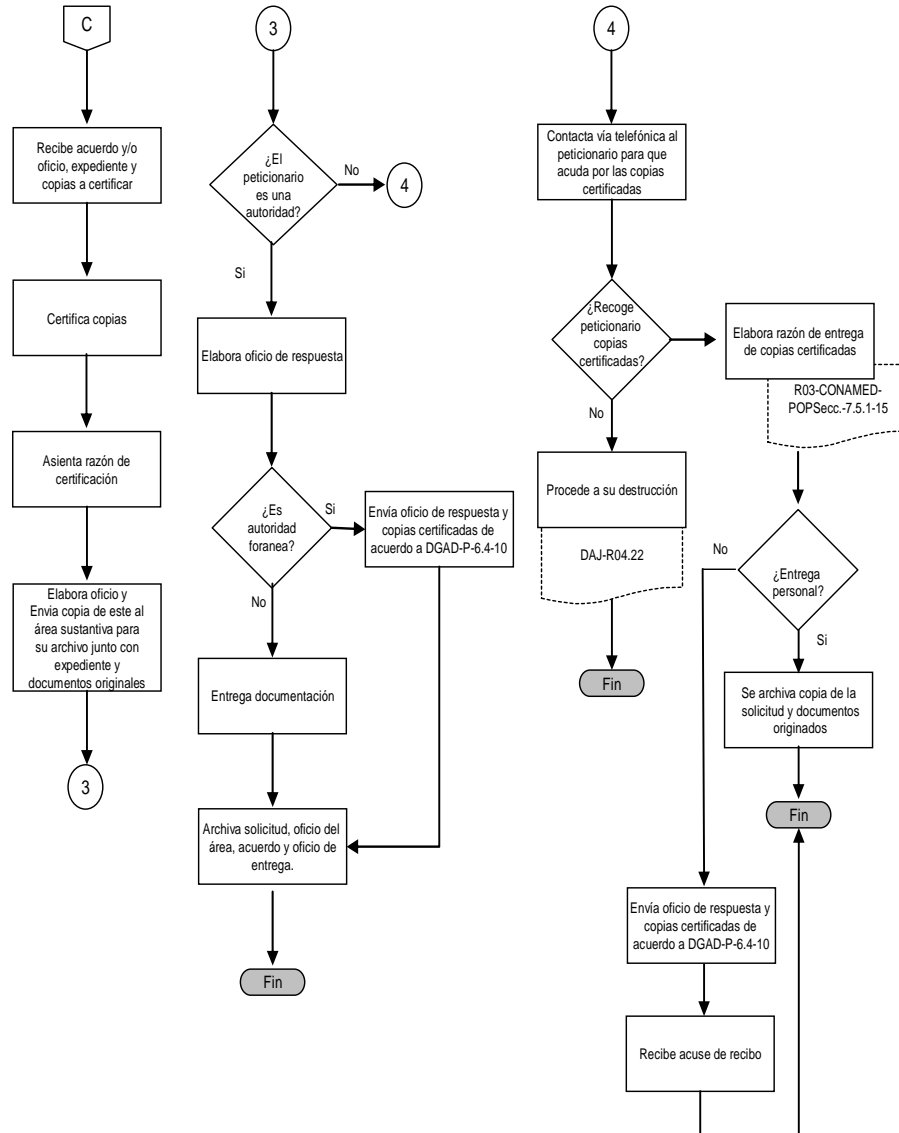 C
Recibe acuerdo y/o
oficio, expediente y
copias a certificar
Certifica copias
Asienta razón de
certificación
Elabora oficio y
Envia copia de este al
área sustantiva para
su archivo junto con
expediente y
documentos originales
3
3
¿El
peticionario
es una
autoridad?
No
4
Si
Elabora oficio de respuesta
¿Es
autoridad
foranea?
Si
Envía oficio de respuesta y
copias certificadas de
acuerdo a DGAD-P-6.4-10
No
Entrega documentación
Archiva solicitud, oficio del
área, acuerdo y oficio de
entrega.
Fin
4
Contacta vía telefónica al
peticionario para que
acuda por las copias
certificadas
¿Recoge
peticionario
copias
certificadas?
Elabora razón de entrega
de copias certificadas
R03-CONAMED-
POPSecc.-7.5.1-15
No
Procede a su destrucción
DAJ-R04.22
Fin
No
¿Entrega
personal?
Si
Se archiva copia de la
solicitud y documentos
originados
Fin
Envía oficio de respuesta y
copias certificadas de
acuerdo a DGAD-P-6.4-10
Recibe acuse de recibo